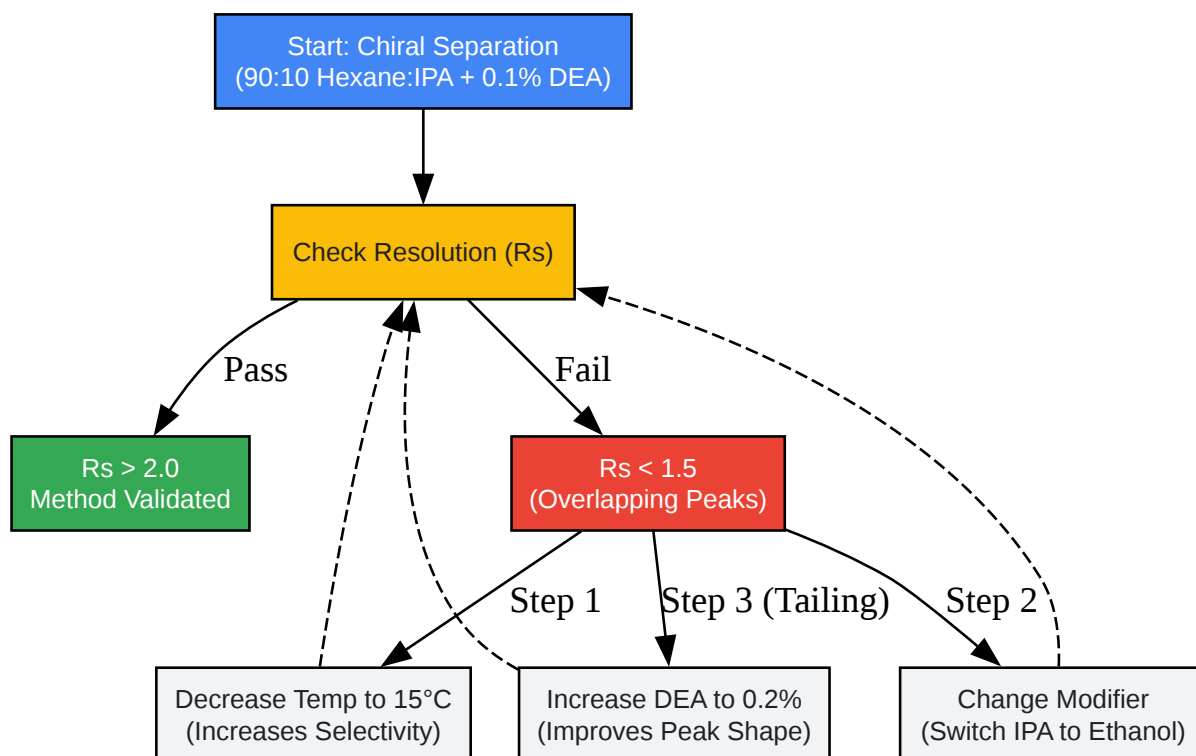 Start: Chiral Separation
(90:10 Hexane:IPA + 0.1% DEA)
Check Resolution (Rs)
Pass
Fail
Rs > 2.0
Method Validated
Rs < 1.5
(Overlapping Peaks)
Step 1
Step 3 (Tailing)
Step 2
Decrease Temp to 15°C
(Increases Selectivity)
Increase DEA to 0.2%
(Improves Peak Shape)
Change Modifier
(Switch IPA to Ethanol)